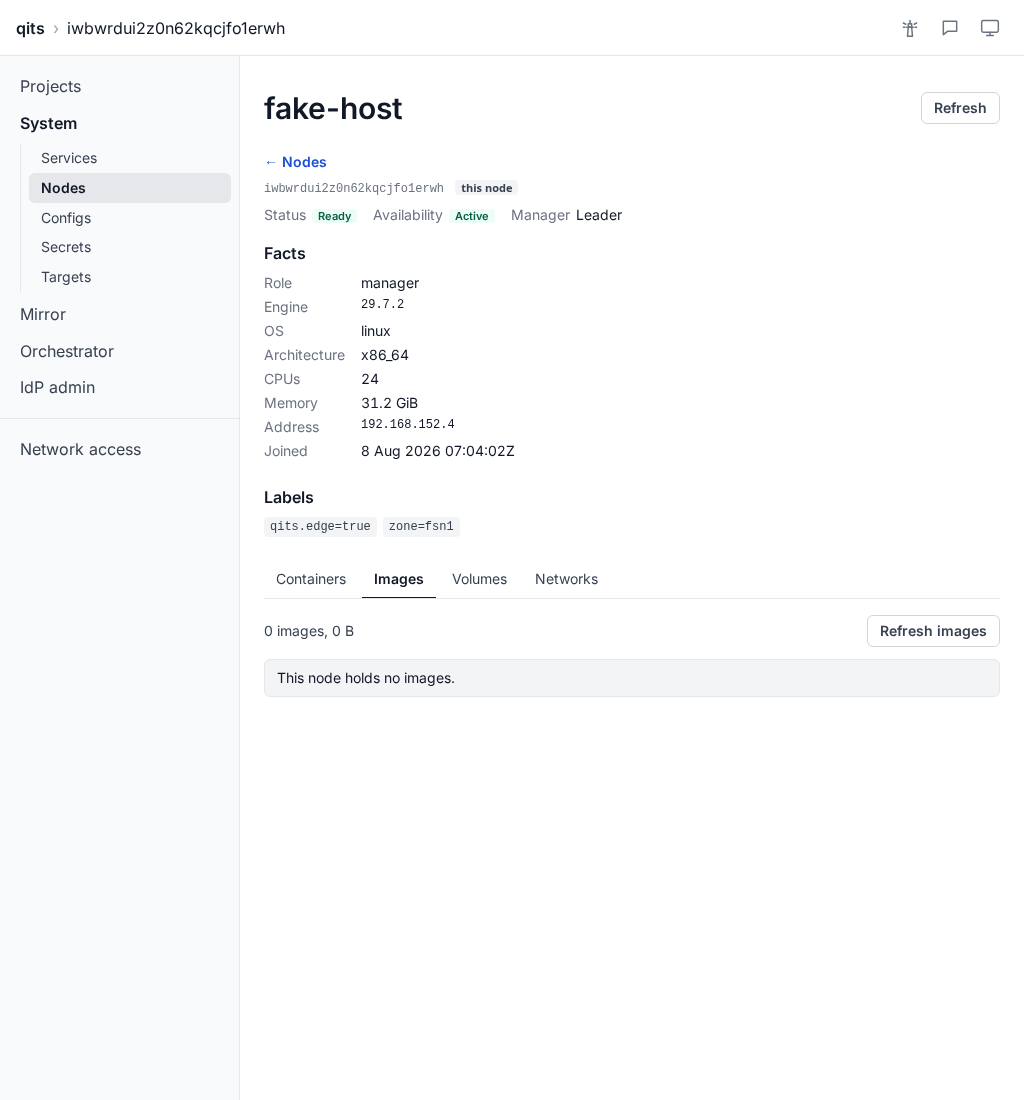 qits › iwbwrdui2z0n62kqcjfo1erwh
Projects
System
Services
Nodes
Configs
Secrets
Targets
Mirror
Orchestrator
IdP admin
Network access
fake-host
Refresh
← Nodes
iwbwrdui2z0n62kqcjfo1erwh this node
Status Ready Availability Active Manager Leader
Facts
Role manager
Engine 29.7.2
OS linux
Architecture x86_64
CPUs 24
Memory 31.2 GiB
Address 192.168.152.4
Joined 8 Aug 2026 07:04:02Z
Labels
qits.edge=true zone=fsn1
Containers Images Volumes Networks
0 images, 0 B
Refresh images
This node holds no images.